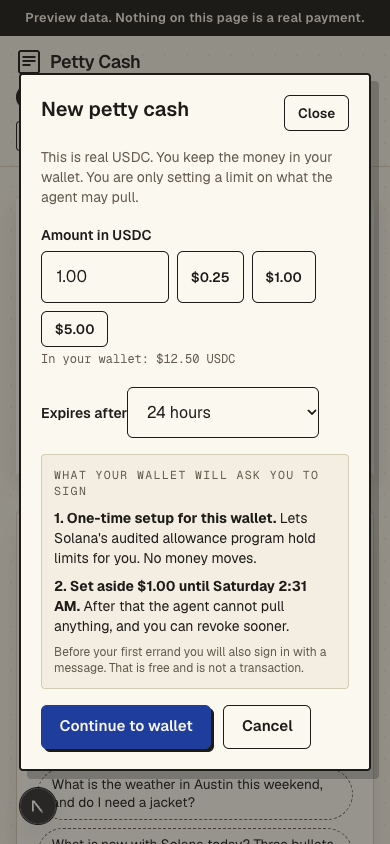 Preview data. Nothing on this page is a real payment.
Petty Cash
New petty cash
Close
This is real USDC. You keep the money in your
wallet. You are only setting a limit on what the
agent may pull.
Amount in USDC
1.00
$0.25
$1.00
$5.00
In your wallet: $12.50 USDC
Expires after
24 hours
WHAT YOUR WALLET WILL ASK YOU TO
SIGN
1. One-time setup for this wallet. Lets
Solana's audited allowance program hold
limits for you. No money moves.
2. Set aside $1.00 until Saturday 2:31
AM. After that the agent cannot pull
anything, and you can revoke sooner.
Before your first errand you will also sign in with a
message. That is free and is not a transaction.
Continue to wallet
Cancel
What is the weather in Austin this weekend,
and do I need a jacket?
What is new with Solana today? Three bullets